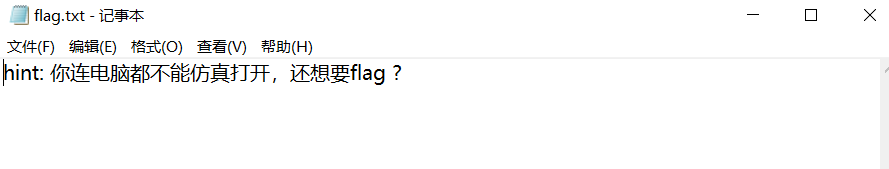 flag.txt - 记事本
文件(F) 编辑(E) 格式(O) 查看(V) 帮助(H)
hint: 你连电脑都不能仿真打开，还想要flag？